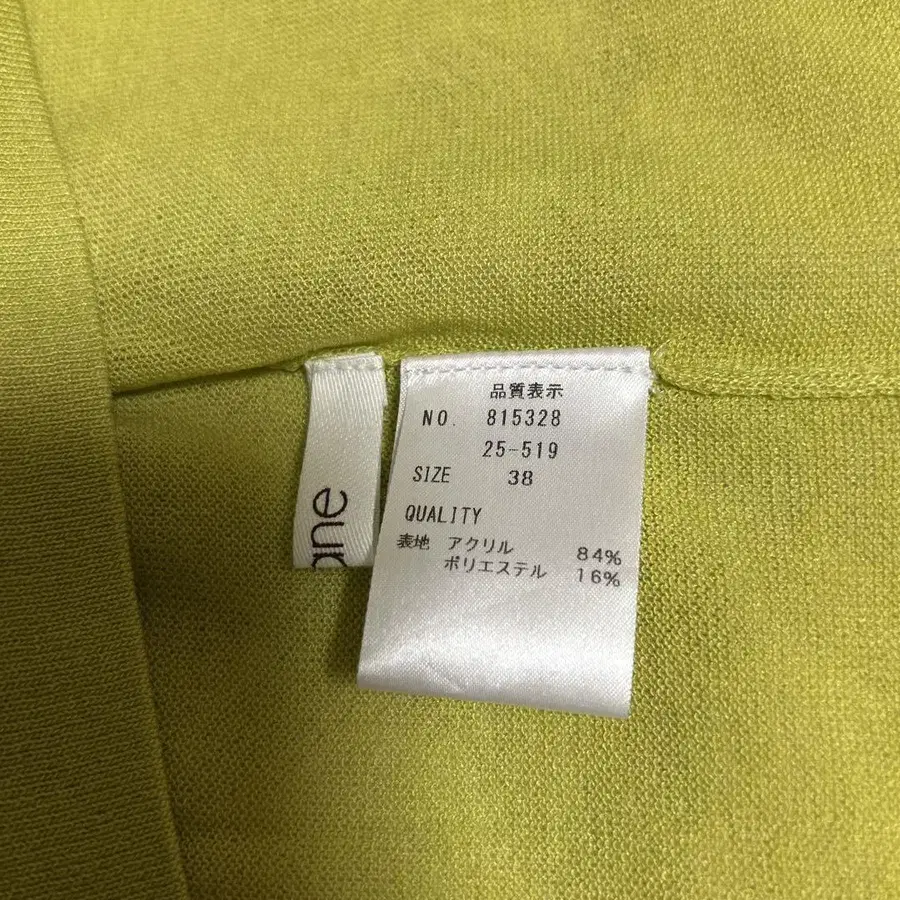 品質表示
NO. 815328
25-519
SIZE 38
QUALITY
表地 アクリル 84%
ポリエステル 16%
ane